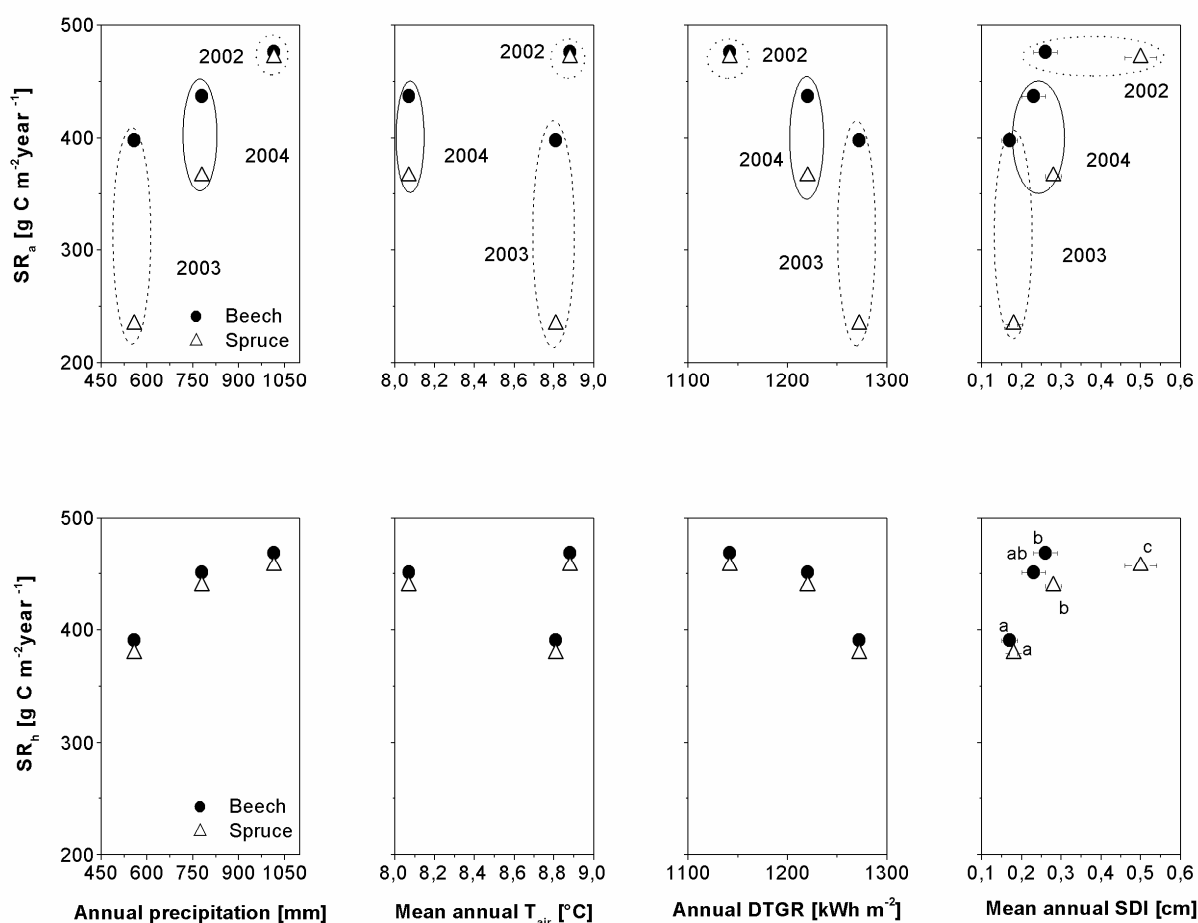 SRa [g C m-2year -1]
500
400
300
200
2002
2004
2003
Beech
Spruce
450 600 750 900 1050
2002
2004
2003
8,0 8,2 8,4 8,6 8,8 9,0
2002
2004
2003
1100 1200 1300
2002
2004
2003
0,1 0,2 0,3 0,4 0,5 0,6
SRh [g C m-2year -1]
500
400
300
200
Beech
Spruce
450 600 750 900 1050
Annual precipitation [mm]
8,0 8,2 8,4 8,6 8,8 9,0
Mean annual Tair [°C]
1100 1200 1300
Annual DTGR [kWh m-2]
b
ab
c
b
a
a
0,1 0,2 0,3 0,4 0,5 0,6
Mean annual SDI [cm]